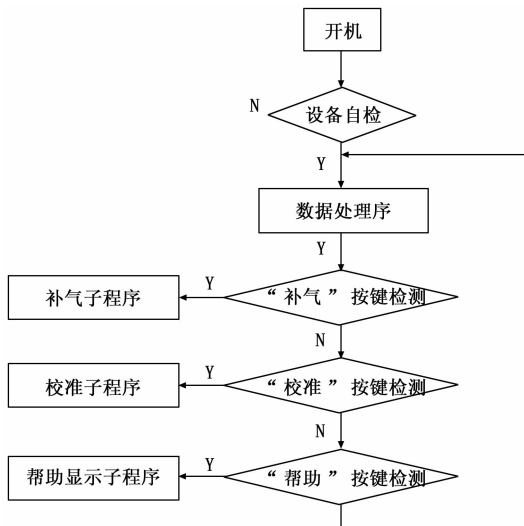 开机
N
设备自检
Y
数据处理序
Y
补气子程序
Y
“补气”按键检测
N
校准子程序
Y
“校准”按键检测
N
帮助显示子程序
Y
“帮助”按键检测